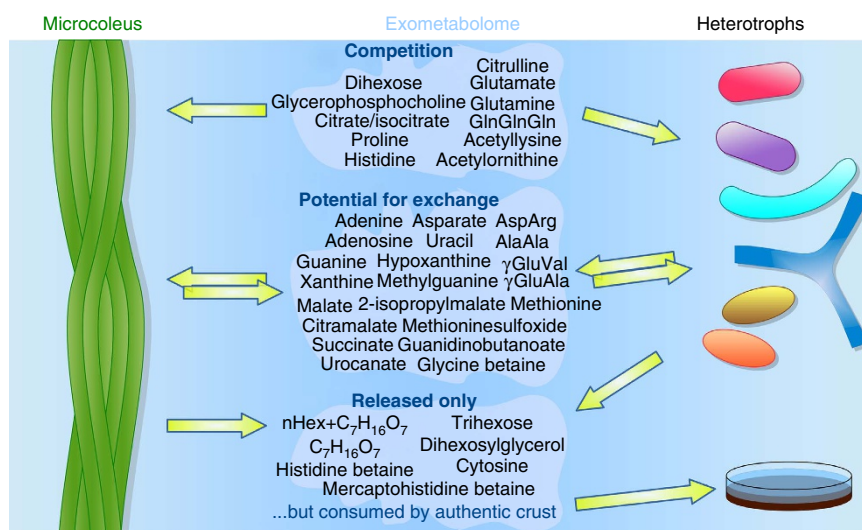 Microcoleus Exometabolome Heterotrophs
Competition
Citrulline
Dihexose Glutamate
Glycerophosphocholine Glutamine
Citrate/isocitrate GlnGlnGln
Proline Acetyllysine
Histidine Acetylornithine
Potential for exchange
Adenine Asparate AspArg
Adenosine Uracil AlaAla
Guanine Hypoxanthine γGluVal
Xanthine Methylguanine γGluAla
Malate 2-isopropylmalate Methionine
Citramalate Methioninesulfoxide
Succinate Guanidinobutanoate
Urocanate Glycine betaine
Released only
nHex+C₇H₁₆O₇ Trihexose
C₇H₁₆O₇ Dihexosylglycerol
Histidine betaine Cytosine
Mercaptohistidine betaine
...but consumed by authentic crust